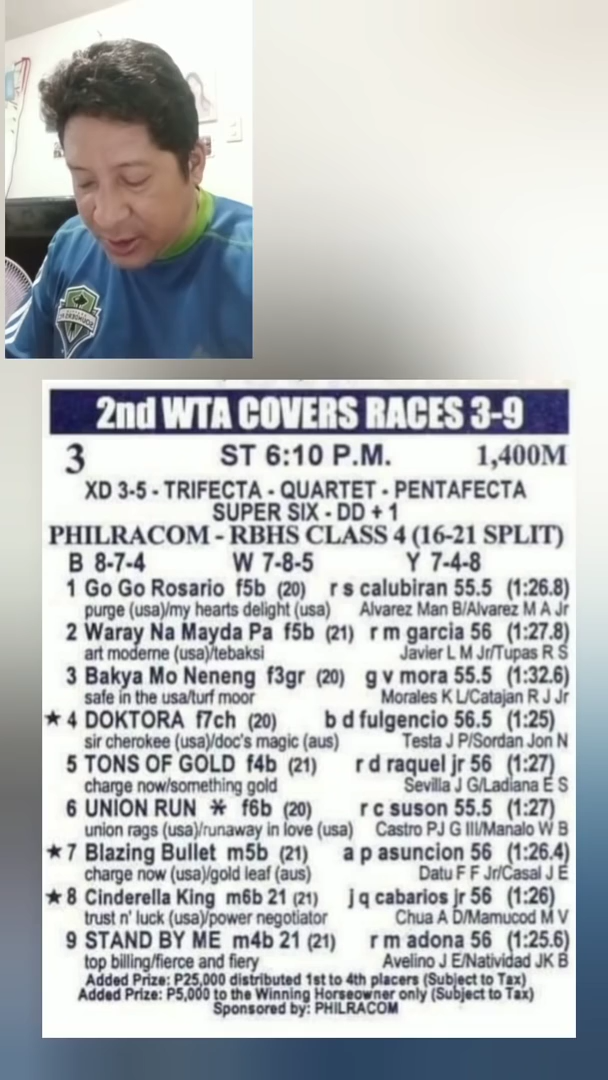 2nd WTA COVERS RACES 3-9
3 ST 6:10 P.M. 1,400M
XD 3-5 - TRIFECTA - QUARTET - PENTAFECTA
SUPER SIX - DD + 1
PHILRACOM - RBHS CLASS 4 (16-21 SPLIT)
B 8-7-4 W 7-8-5 Y 7-4-8
1 Go Go Rosario f5b (20) r s calubiran 55.5 (1:26.8)
purge (usa)/my hearts delight (usa) Alvarez Man B/Alvarez M A Jr
2 Waray Na Mayda Pa f5b (21) r m garcia 56 (1:27.8)
art moderne (usa)/tebaksi Javier L M Jr/Tupas R S
3 Bakya Mo Neneng f3gr (20) g v mora 55.5 (1:32.6)
safe in the usa/turf moor Morales K L/Catajan R J Jr
★ 4 DOKTORA f7ch (20) b d fulgencio 56.5 (1:25)
sir cherokee (usa)/doc's magic (aus) Testa J P/Sordan Jon N
5 TONS OF GOLD f4b (21) r d raquel jr 56 (1:27)
charge now/something gold Sevilla J G/Ladiana E S
6 UNION RUN * f6b (20) r c suson 55.5 (1:27)
union rags (usa)/runaway in love (usa) Castro PJ G III/Manalo W B
★ 7 Blazing Bullet m5b (21) a p asuncion 56 (1:26.4)
charge now (usa)/gold leaf (aus) Datu F F Jr/Casal J E
★ 8 Cinderella King m6b 21 (21) j q cabarios jr 56 (1:26)
trust n' luck (usa)/power negotiator Chua A D/Mamucod M V
9 STAND BY ME m4b 21 (21) r m adona 56 (1:25.6)
top billing/fierce and fiery Avelino J E/Natividad JK B
Added Prize: P25,000 distributed 1st to 4th placers (Subject to Tax)
Added Prize: P5,000 to the Winning Horseowner only (Subject to Tax)
Sponsored by: PHILRACOM